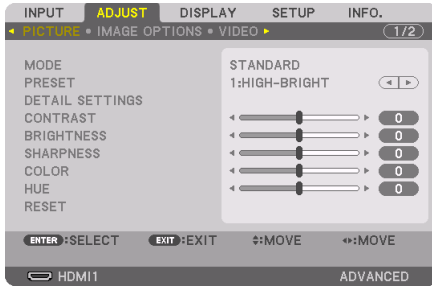 INPUT ADJUST DISPLAY SETUP INFO.
PICTURE • IMAGE OPTIONS • VIDEO 1/2
MODE STANDARD
PRESET 1:HIGH-BRIGHT
DETAIL SETTINGS
CONTRAST 0
BRIGHTNESS 0
SHARPNESS 0
COLOR 0
HUE 0
RESET
ENTER:SELECT EXIT:EXIT :MOVE :MOVE
HDMI1 ADVANCED